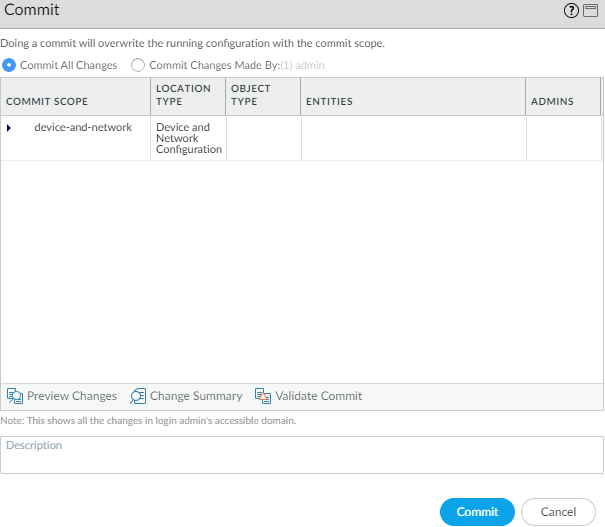 Commit
?
Doing a commit will overwrite the running configuration with the commit scope.
Commit All Changes Commit Changes Made By:(1) admin
COMMIT SCOPE LOCATION TYPE OBJECT TYPE ENTITIES ADMINS
device-and-network Device and Network Configuration
Preview Changes Change Summary Validate Commit
Note: This shows all the changes in login admin's accessible domain.
Description
Commit Cancel